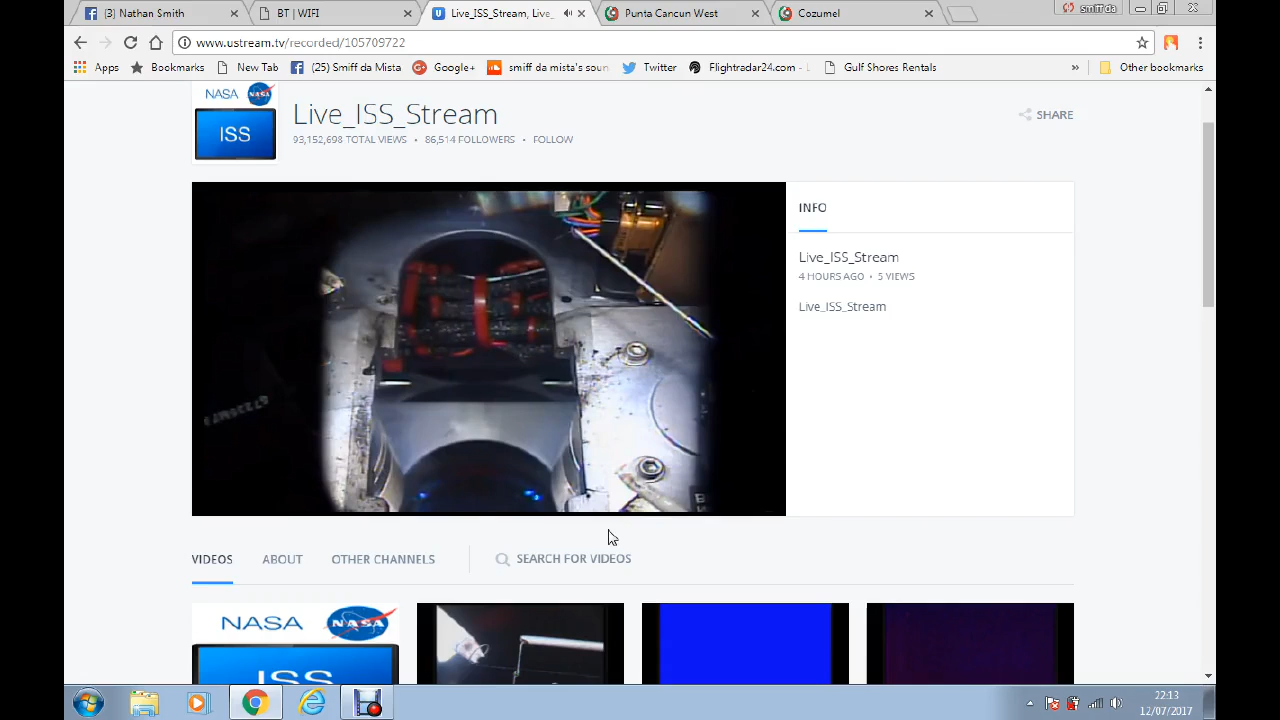 (3) Nathan Smith
BT | WIFI
Live_ISS_Stream, Live_
Punta Cancun West
Cozumel
smiff da
www.ustream.tv/recorded/105709722
Apps
Bookmarks
New Tab
(25) Smiff da Mista
Google+
smiff da mista's soun
Twitter
Flightradar24.com - L
Gulf Shores Rentals
»
Other bookmarks
NASA
ISS
Live_ISS_Stream
93,152,698 TOTAL VIEWS • 86,514 FOLLOWERS • FOLLOW
SHARE
INFO
Live_ISS_Stream
4 HOURS AGO • 5 VIEWS
Live_ISS_Stream
VIDEOS
ABOUT
OTHER CHANNELS
SEARCH FOR VIDEOS
NASA
NASA
ISS
22:13
12/07/2017